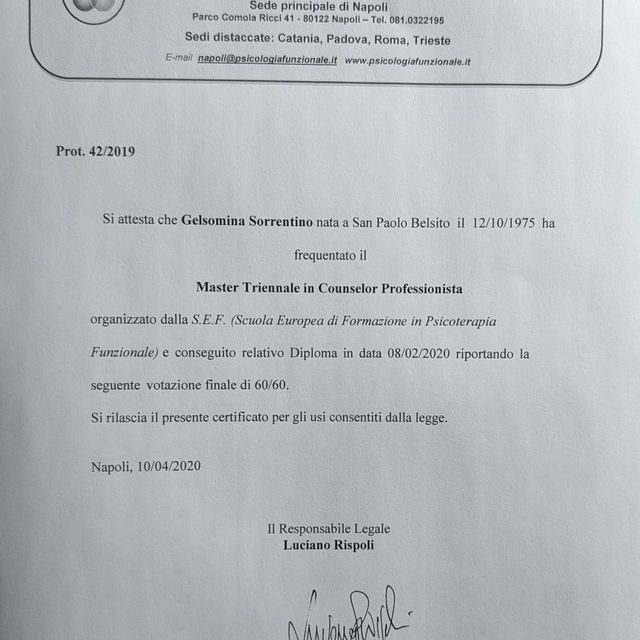 Sede principale di Napoli
Parco Comola Ricci 41 - 80122 Napoli – Tel. 081.0322195
Sedi distaccate: Catania, Padova, Roma, Trieste
E-mail napoli@psicologiafunzionale.it www.psicologiafunzionale.it
Prot. 42/2019
Si attesta che Gelsomina Sorrentino nata a San Paolo Belsito il 12/10/1975 ha
frequentato il
Master Triennale in Counselor Professionista
organizzato dalla S.E.F. (Scuola Europea di Formazione in Psicoterapia
Funzionale) e conseguito relativo Diploma in data 08/02/2020 riportando la
seguente votazione finale di 60/60.
Si rilascia il presente certificato per gli usi consentiti dalla legge.
Napoli, 10/04/2020
Il Responsabile Legale
Luciano Rispoli